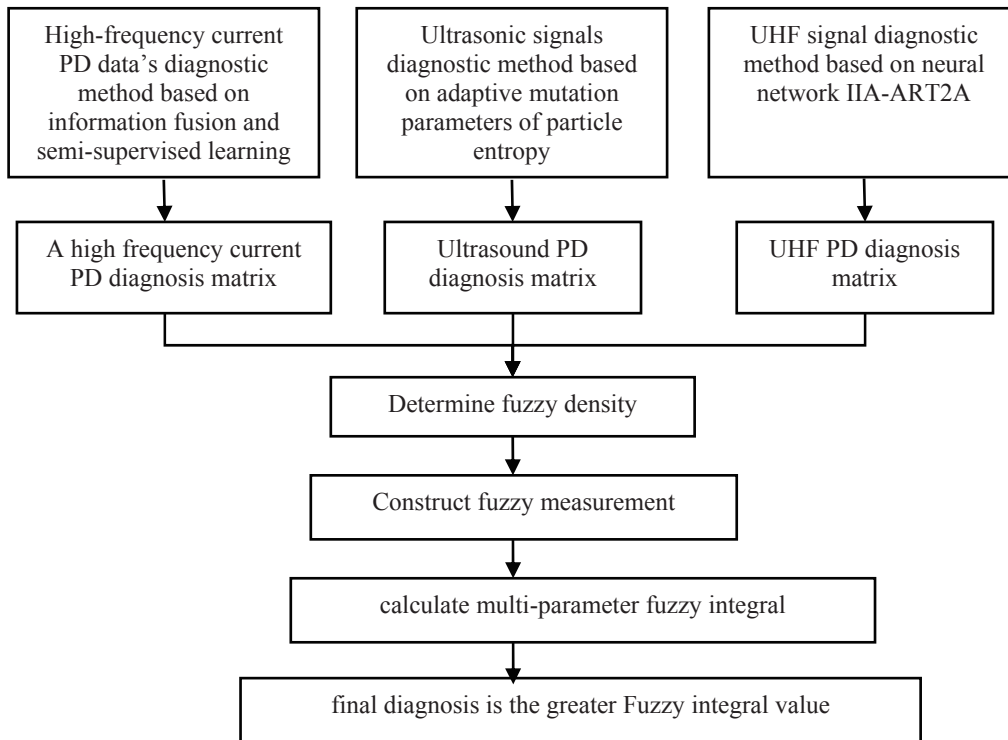 High-frequency current
PD data's diagnostic
method based on
information fusion and
semi-supervised learning
Ultrasonic signals
diagnostic method based
on adaptive mutation
parameters of particle
entropy
UHF signal diagnostic
method based on neural
network IIA-ART2A
A high frequency current
PD diagnosis matrix
Ultrasound PD
diagnosis matrix
UHF PD diagnosis
matrix
Determine fuzzy density
Construct fuzzy measurement
calculate multi-parameter fuzzy integral
final diagnosis is the greater Fuzzy integral value